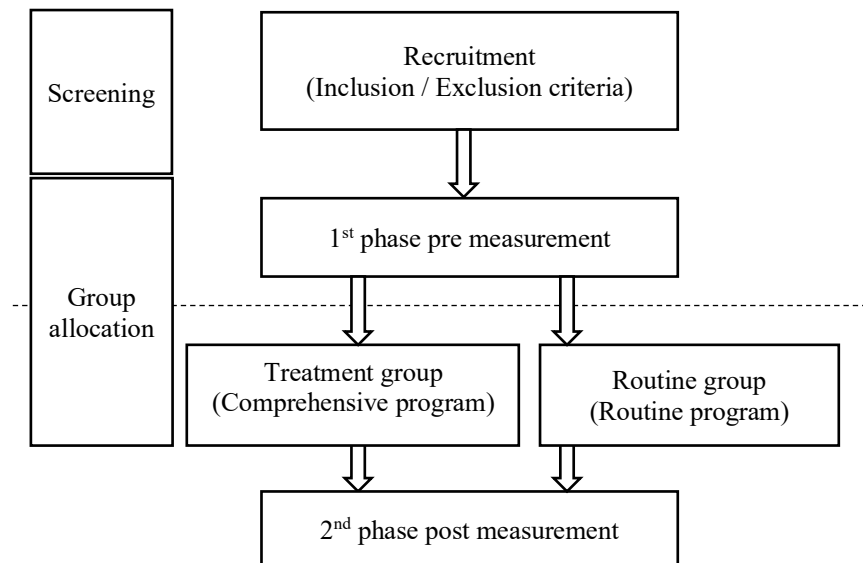 Screening
Recruitment
(Inclusion / Exclusion criteria)
1st phase pre measurement
Group
allocation
Treatment group
(Comprehensive program)
Routine group
(Routine program)
2nd phase post measurement